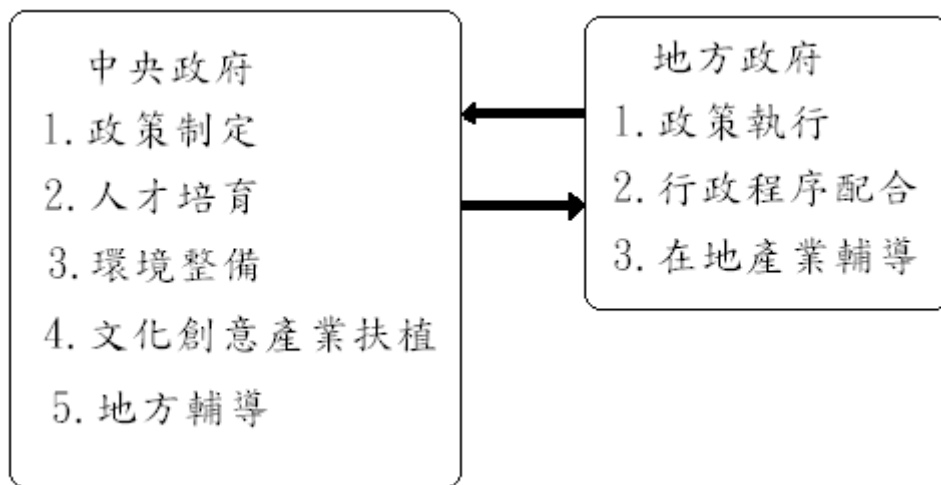 中央政府
1.政策制定
2.人才培育
3.環境整備
4.文化創意產業扶植
5.地方輔導
地方政府
1.政策執行
2.行政程序配合
3.在地產業輔導